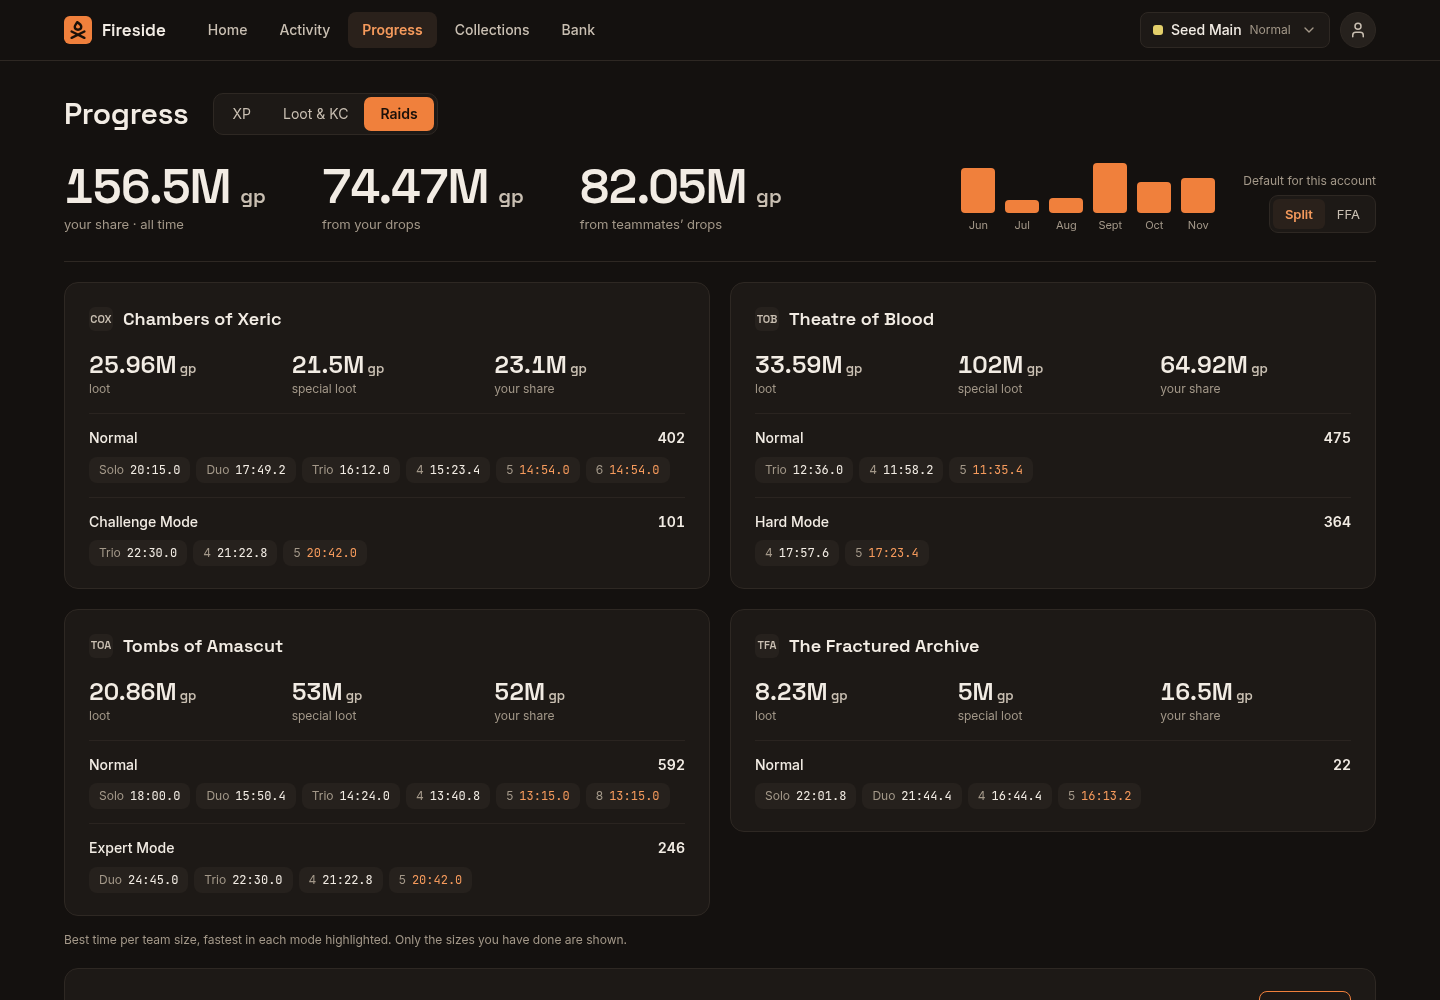 Fireside
Home Activity Progress Collections Bank
Seed Main Normal
Progress
XP Loot & KC Raids
156.5M gp
your share · all time
74.47M gp
from your drops
82.05M gp
from teammates’ drops
Jun Jul Aug Sept Oct Nov
Default for this account
Split FFA
COX Chambers of Xeric
25.96M gp 21.5M gp 23.1M gp
loot special loot your share
Normal 402
Solo 20:15.0 Duo 17:49.2 Trio 16:12.0 4 15:23.4 5 14:54.0 6 14:54.0
Challenge Mode 101
Trio 22:30.0 4 21:22.8 5 20:42.0
TOB Theatre of Blood
33.59M gp 102M gp 64.92M gp
loot special loot your share
Normal 475
Trio 12:36.0 4 11:58.2 5 11:35.4
Hard Mode 364
4 17:57.6 5 17:23.4
TOA Tombs of Amascut
20.86M gp 53M gp 52M gp
loot special loot your share
Normal 592
Solo 18:00.0 Duo 15:50.4 Trio 14:24.0 4 13:40.8 5 13:15.0 8 13:15.0
Expert Mode 246
Duo 24:45.0 Trio 22:30.0 4 21:22.8 5 20:42.0
TFA The Fractured Archive
8.23M gp 5M gp 16.5M gp
loot special loot your share
Normal 22
Solo 22:01.8 Duo 21:44.4 4 16:44.4 5 16:13.2
Best time per team size, fastest in each mode highlighted. Only the sizes you have done are shown.